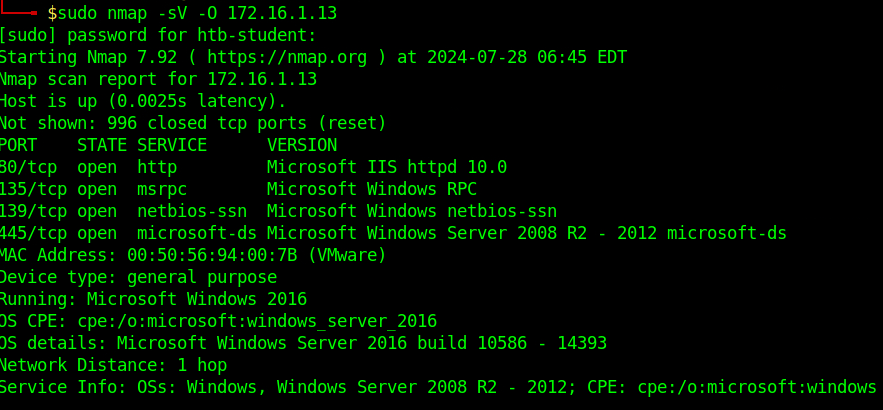 $sudo nmap -sV -O 172.16.1.13
[sudo] password for htb-student:
Starting Nmap 7.92 ( https://nmap.org ) at 2024-07-28 06:45 EDT
Nmap scan report for 172.16.1.13
Host is up (0.0025s latency).
Not shown: 996 closed tcp ports (reset)
PORT    STATE SERVICE      VERSION
80/tcp  open  http         Microsoft IIS httpd 10.0
135/tcp open  msrpc        Microsoft Windows RPC
139/tcp open  netbios-ssn  Microsoft Windows netbios-ssn
445/tcp open  microsoft-ds Microsoft Windows Server 2008 R2 - 2012 microsoft-ds
MAC Address: 00:50:56:94:00:7B (VMware)
Device type: general purpose
Running: Microsoft Windows 2016
OS CPE: cpe:/o:microsoft:windows_server_2016
OS details: Microsoft Windows Server 2016 build 10586 - 14393
Network Distance: 1 hop
Service Info: OSs: Windows, Windows Server 2008 R2 - 2012; CPE: cpe:/o:microsoft:windows